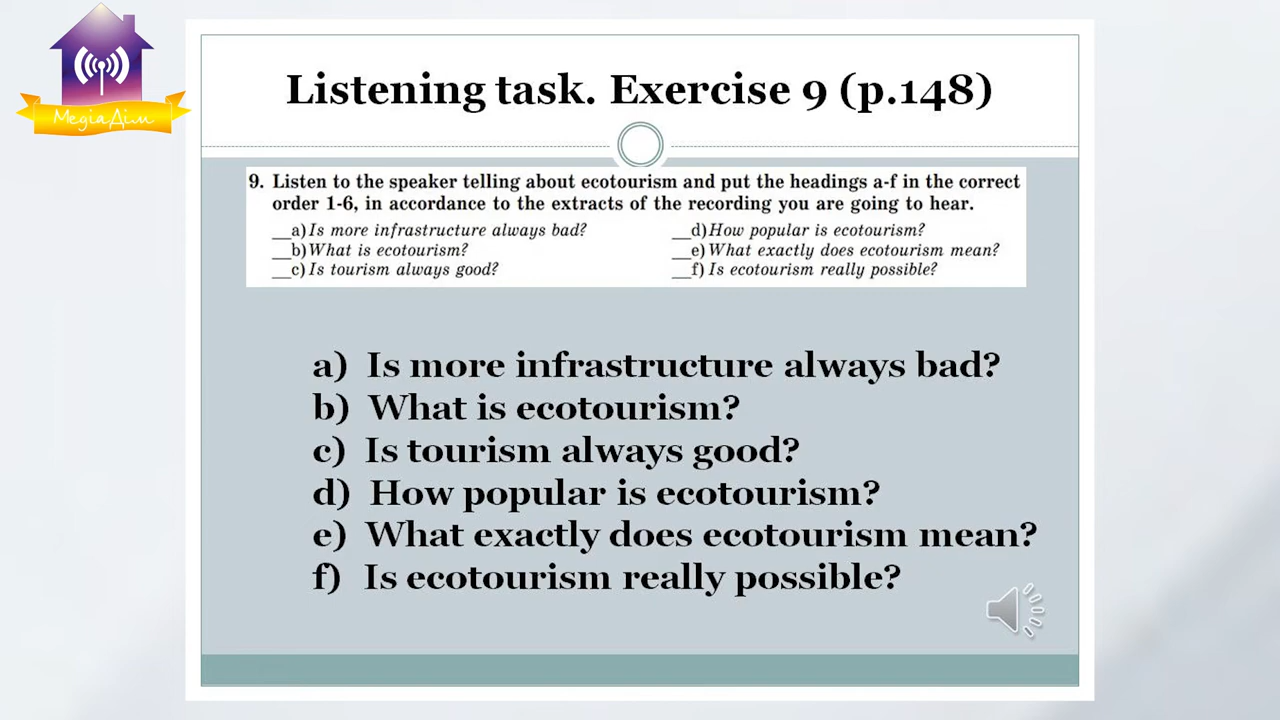 МедіаДім
Listening task. Exercise 9 (p.148)
9. Listen to the speaker telling about ecotourism and put the headings a-f in the correct
order 1-6, in accordance to the extracts of the recording you are going to hear.
__a) Is more infrastructure always bad?
__b) What is ecotourism?
__c) Is tourism always good?
__d) How popular is ecotourism?
__e) What exactly does ecotourism mean?
__f) Is ecotourism really possible?
a) Is more infrastructure always bad?
b) What is ecotourism?
c) Is tourism always good?
d) How popular is ecotourism?
e) What exactly does ecotourism mean?
f) Is ecotourism really possible?